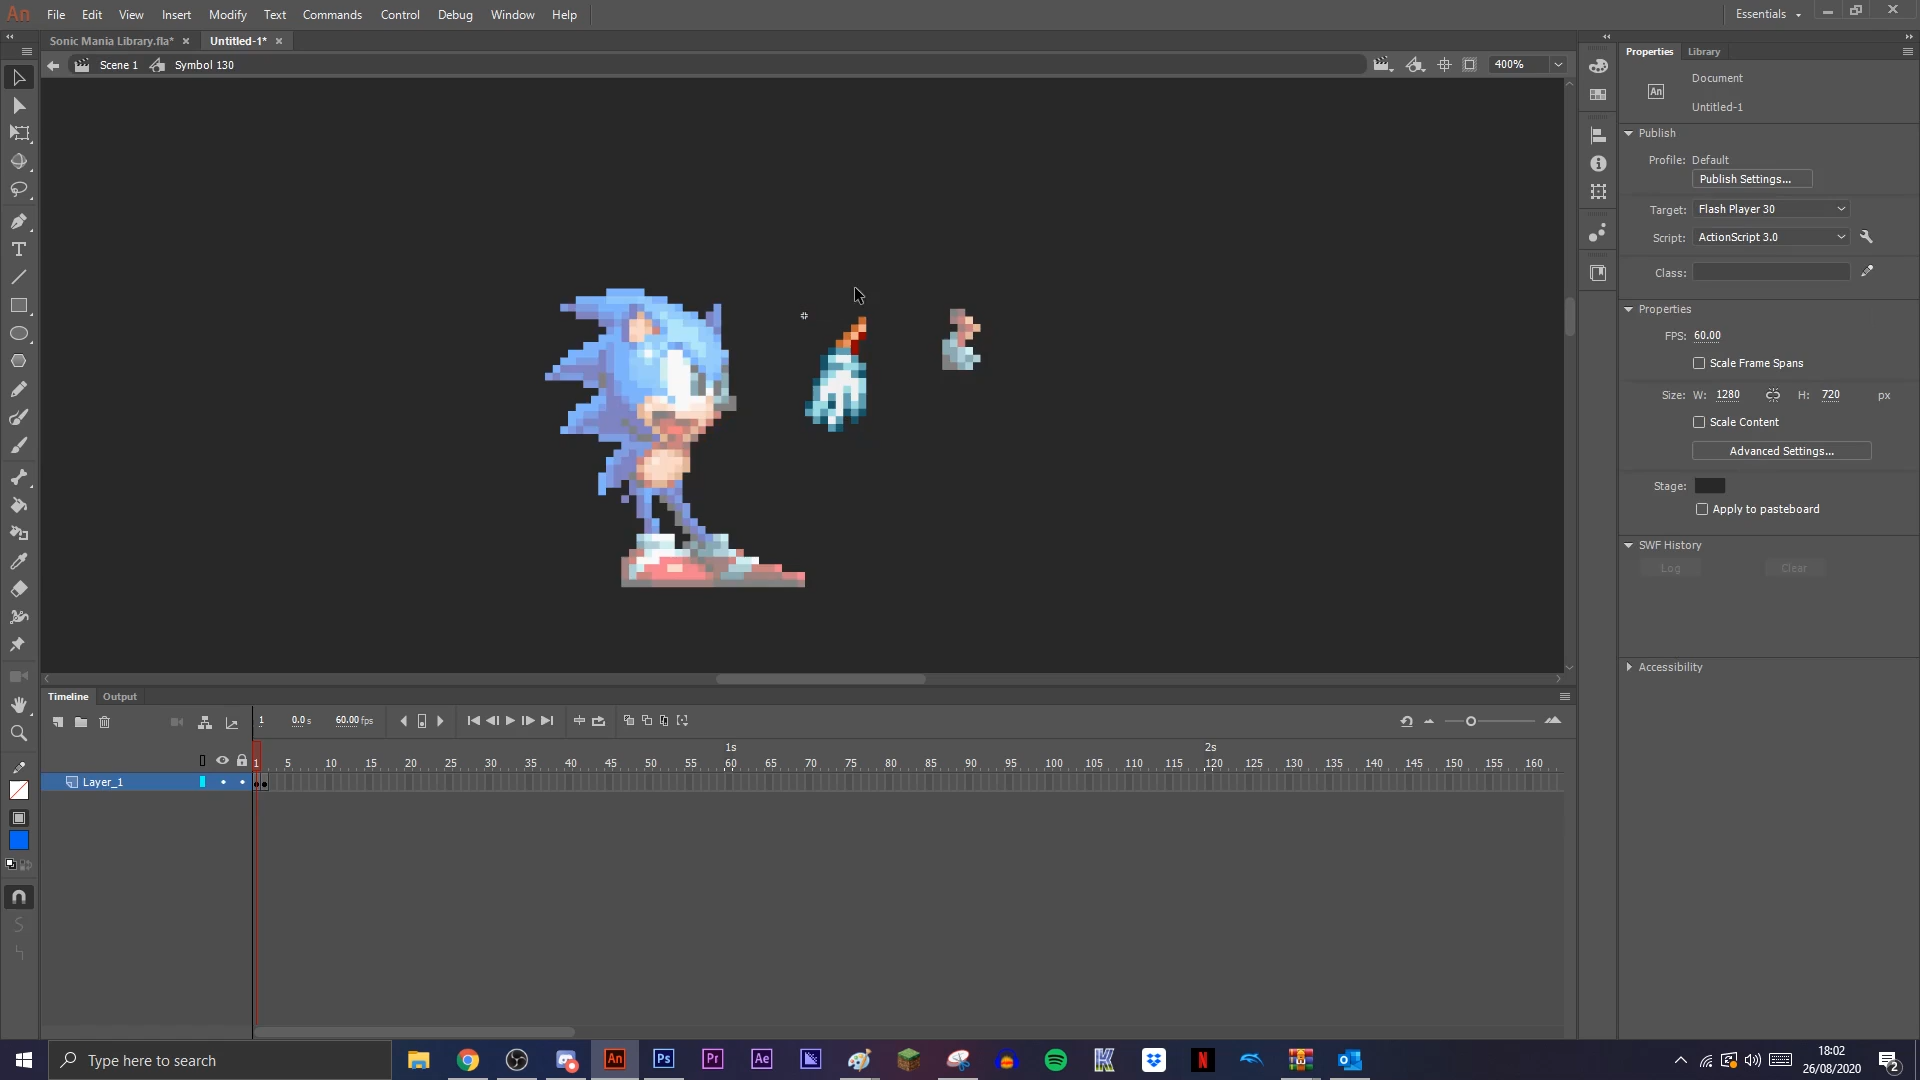 An File Edit View Insert Modify Text Commands Control Debug Window Help Essentials
Sonic Mania Library.fla* × Untitled-1* ×
Scene 1 Symbol 130 400%
Properties Library
Document
An
Untitled-1
Publish
Profile: Default
Publish Settings...
Target: Flash Player 30
Script: ActionScript 3.0
Class:
Properties
FPS: 60.00
Scale Frame Spans
Size: W: 1280 H: 720 px
Scale Content
Advanced Settings...
Stage:
Apply to pasteboard
SWF History
Log Clear
Accessibility
Timeline Output
1 0.0 s 60.00 fps
1s 2s
1 5 10 15 20 25 30 35 40 45 50 55 60 65 70 75 80 85 90 95 100 105 110 115 120 125 130 135 140 145 150 155 160
Layer_1
Type here to search
An Ps Pr Ae K N
18:02
26/08/2020
2